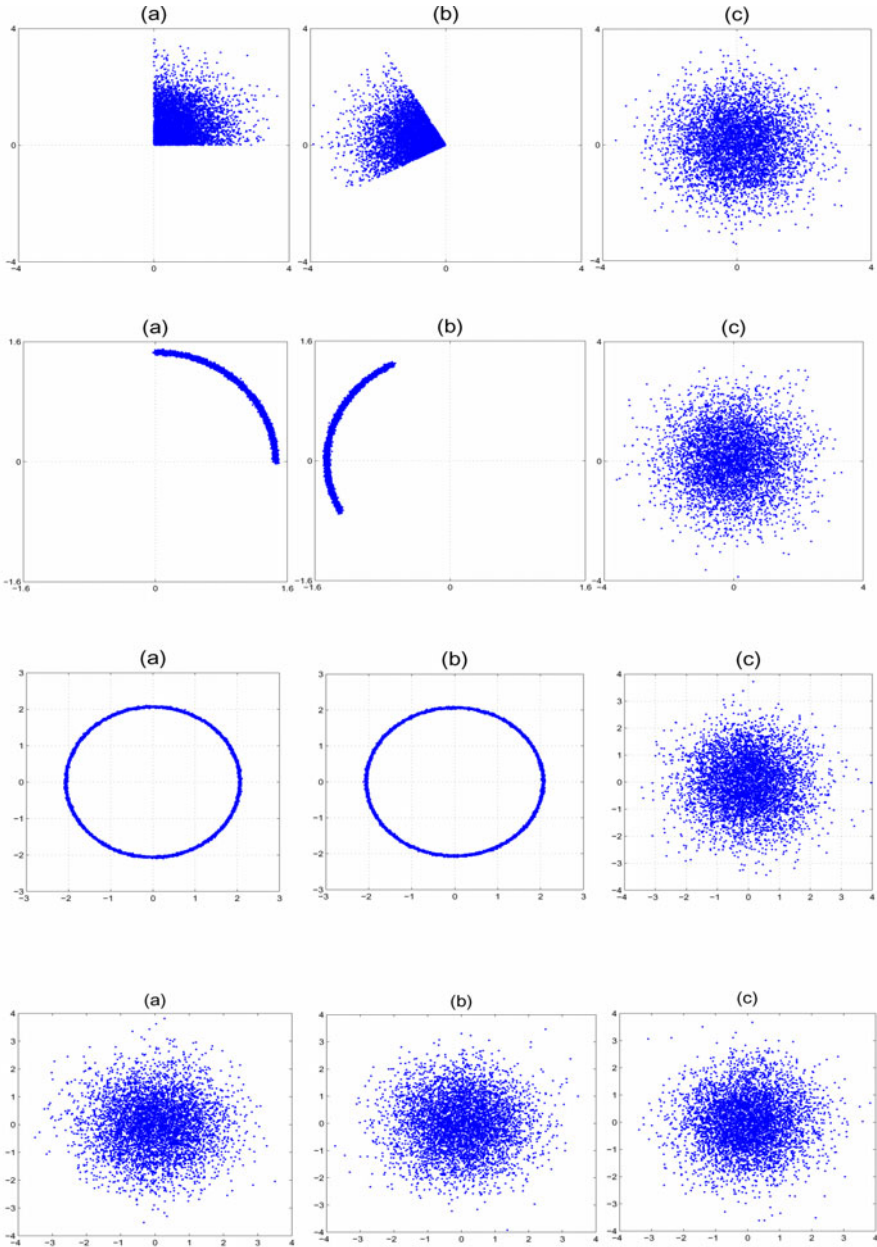 (a) (b) (c)
4 4 4
0 0 0
−4 −4 −4
−4 0 4 −4 0 4 −4 0 4
(a) (b) (c)
1.6 1.6 4
0 0 0
−1.6 −1.6 −4
−1.6 0 1.6 −1.6 0 1.6 −4 0 4
(a) (b) (c)
3 3 4
2 2 3
1 1 2
0 0 1
−1 −1 0
−2 −2 −1
−3 −3 −2
−3
−4
−3 −2 −1 0 1 2 3 −3 −2 −1 0 1 2 3 −4 −3 −2 −1 0 1 2 3 4
(a) (b) (c)
4 4 4
3 3 3
2 2 2
1 1 1
0 0 0
−1 −1 −1
−2 −2 −2
−3 −3 −3
−4 −4 −4
−4 −3 −2 −1 0 1 2 3 4 −4 −3 −2 −1 0 1 2 3 4 −4 −3 −2 −1 0 1 2 3 4